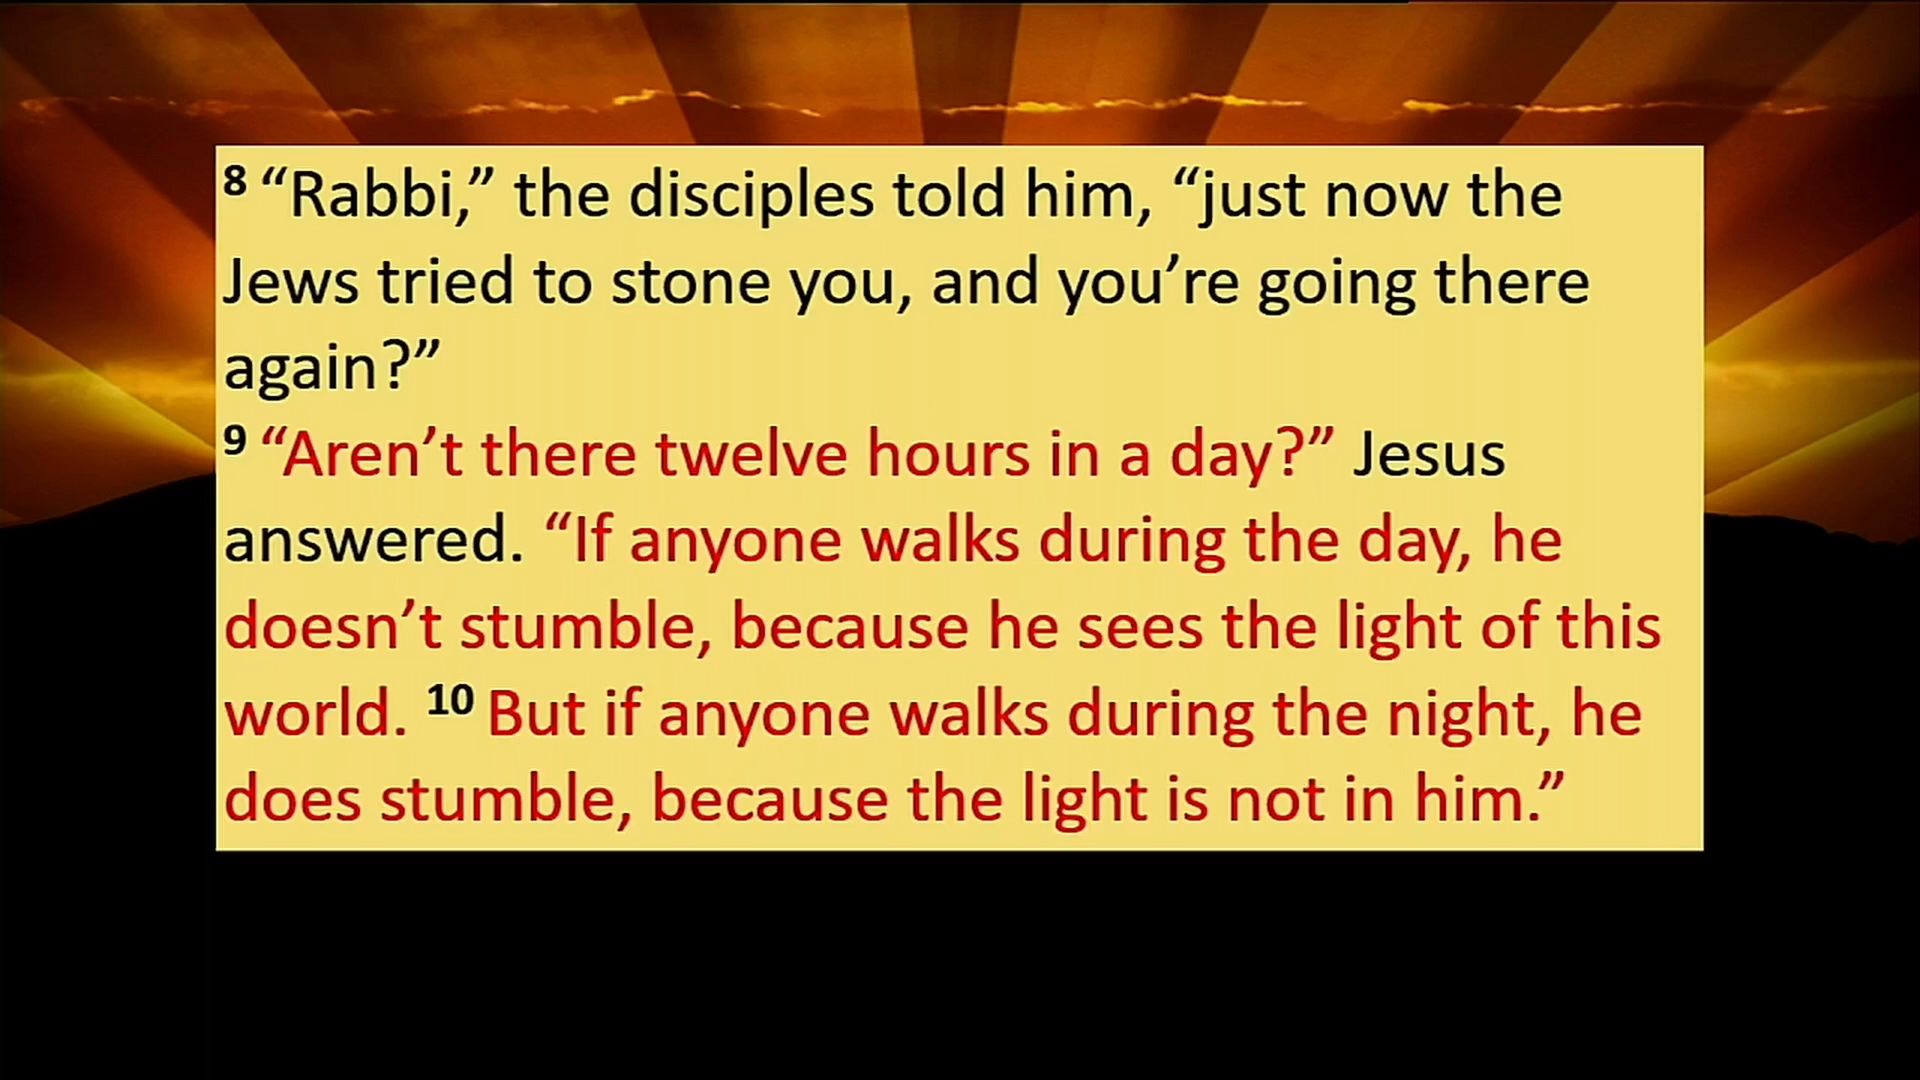 8 “Rabbi,” the disciples told him, “just now the
Jews tried to stone you, and you’re going there
again?”
9 “Aren’t there twelve hours in a day?” Jesus
answered. “If anyone walks during the day, he
doesn’t stumble, because he sees the light of this
world. 10 But if anyone walks during the night, he
does stumble, because the light is not in him.”